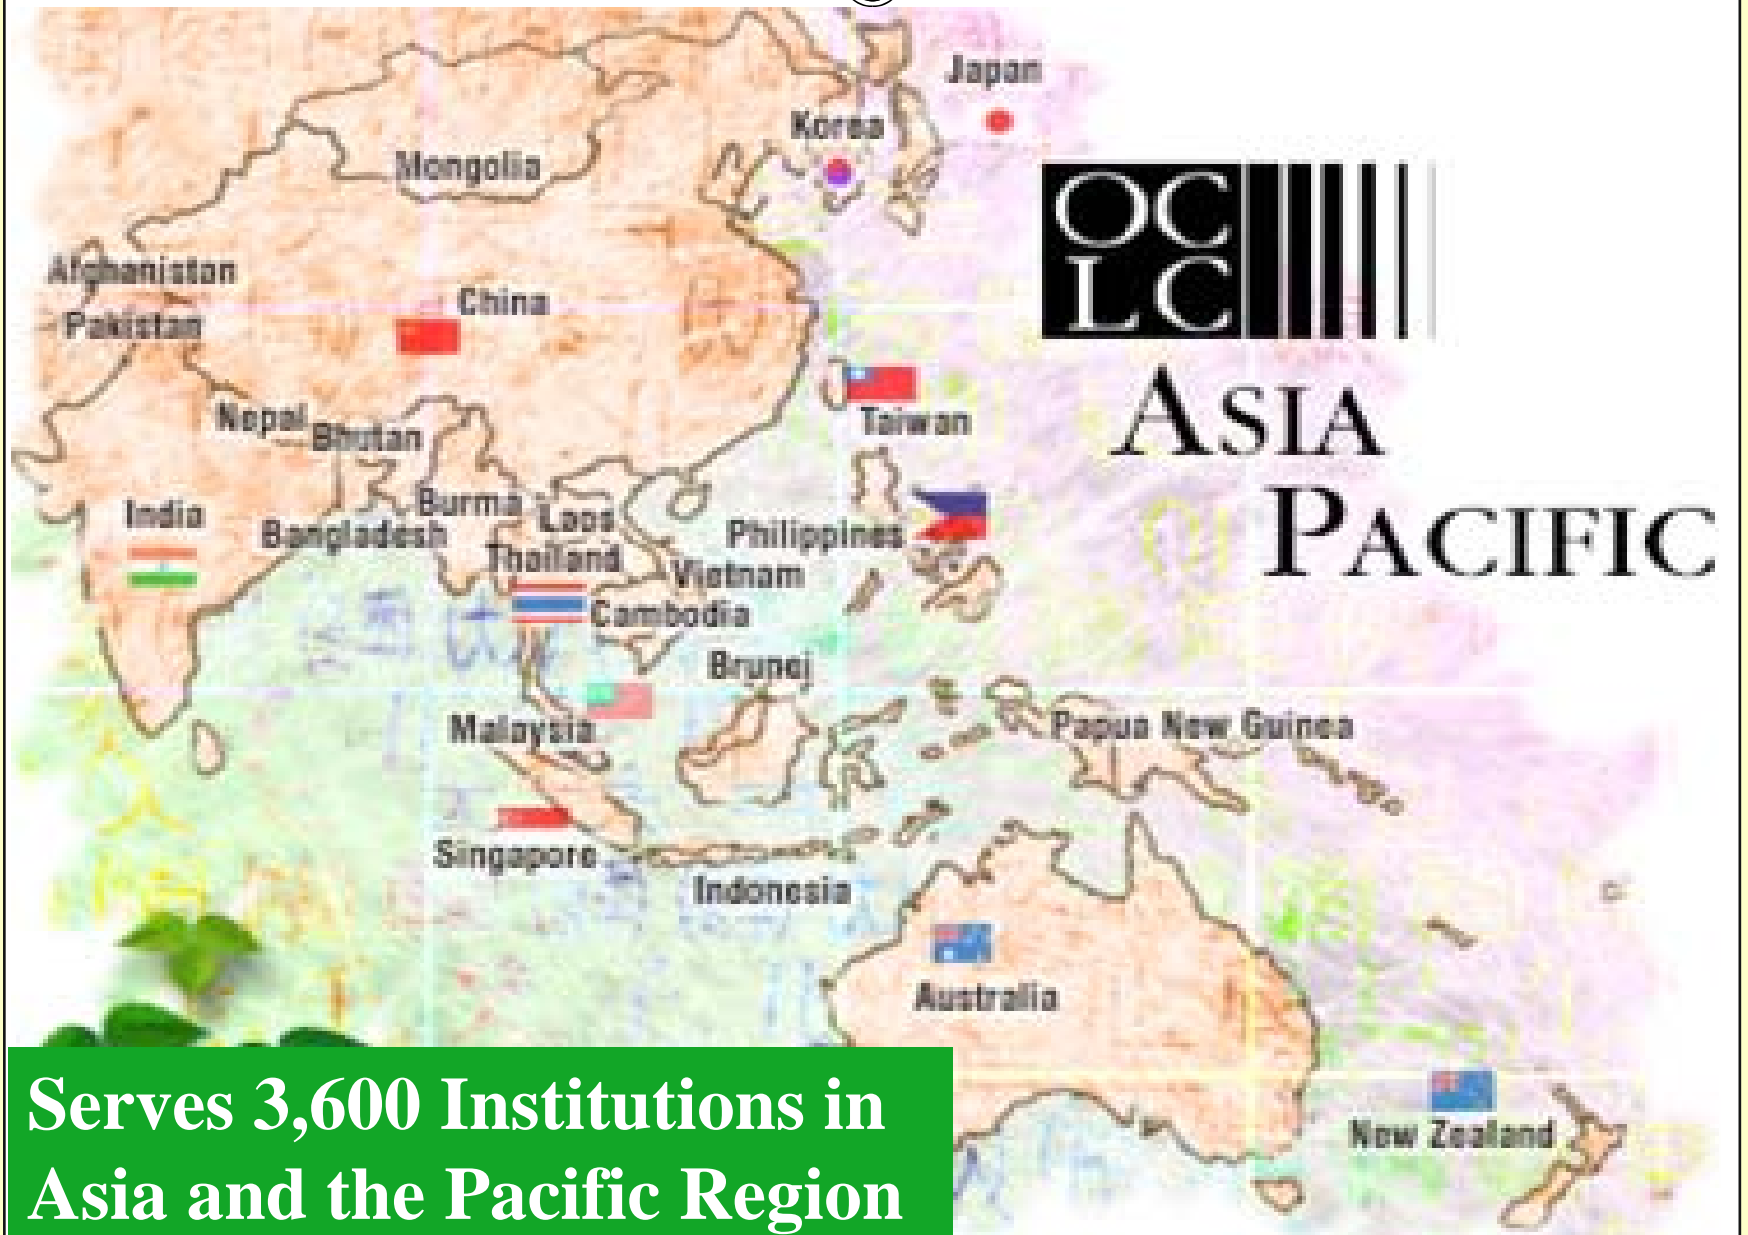 Japan
Korea
Mongolia
OC
LC
Afghanistan
China
Pakistan
ASIA
Taiwan
Nepal
Bhutan
PACIFIC
Burma
India
Laos
Bangladesh
Philippines
Thailand
Vietnam
Cambodia
Brunei
Malaysia
Papua New Guinea
Singapore
Indonesia
Australia
New Zealand
Serves 3,600 Institutions in
Asia and the Pacific Region